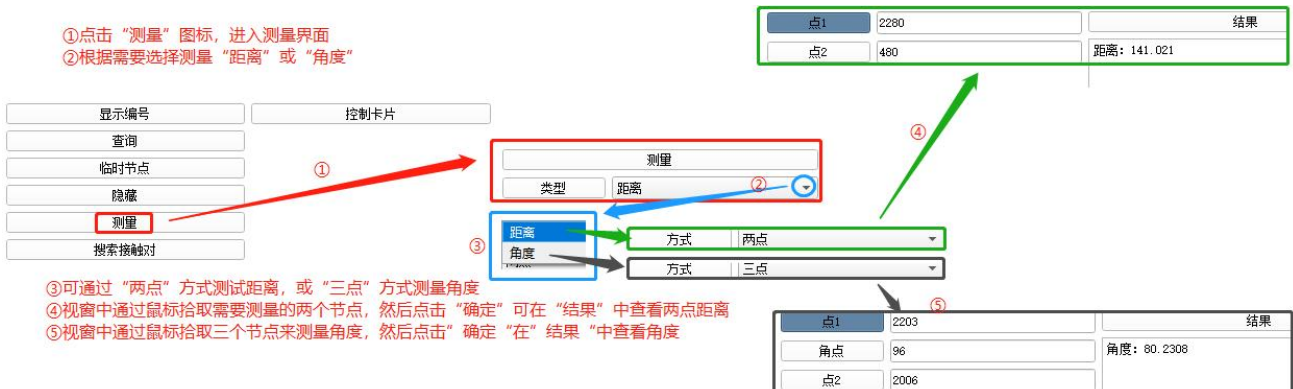 ①点击“测量”图标，进入测量界面
②根据需要选择测量“距离”或“角度”
点1 2280 结果
点2 480 距离: 141.021
显示编号 控制卡片
查询
临时节点
隐藏
测量
搜索接触对
①
④
测量
类型 距离 ②
③
距离
角度
方式 两点
方式 三点
③可通过“两点”方式测试距离，或“三点”方式测量角度
④视窗中通过鼠标拾取需要测量的两个节点，然后点击“确定”可在“结果”中查看两点距离
⑤视窗中通过鼠标拾取三个节点来测量角度，然后点击”确定“在”结果“中查看角度
⑤
点1 2203 结果
角点 96 角度: 80.2308
点2 2006